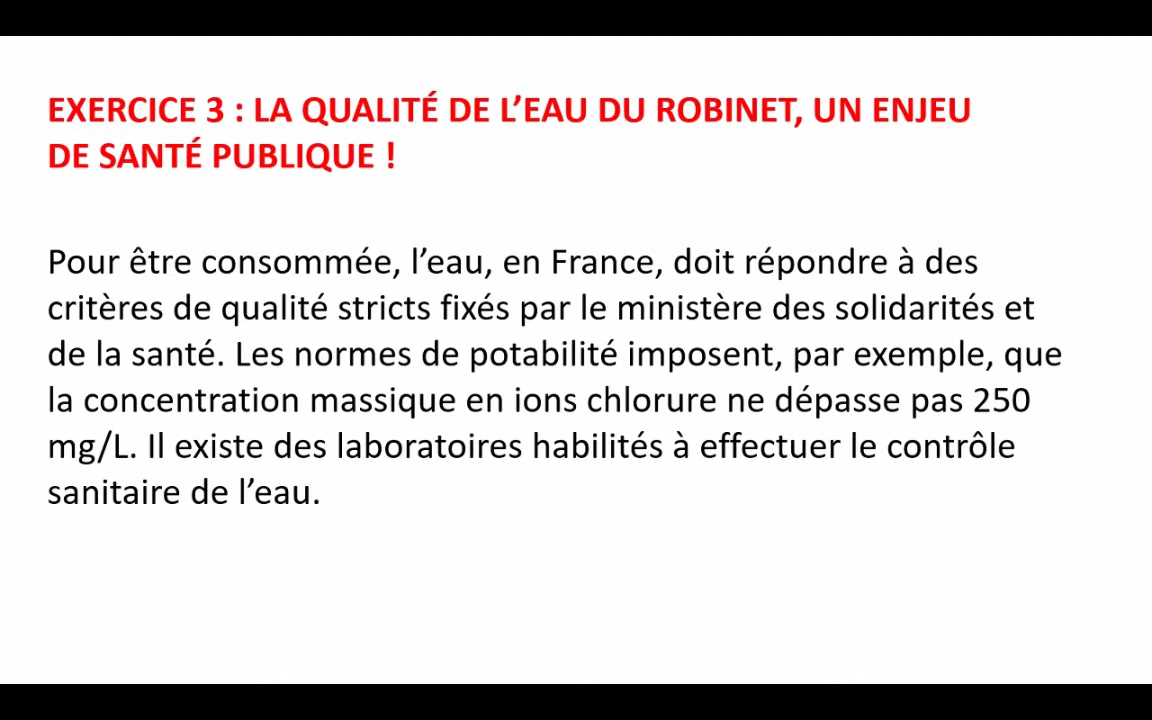 EXERCICE 3 : LA QUALITÉ DE L’EAU DU ROBINET, UN ENJEU
DE SANTÉ PUBLIQUE !
Pour être consommée, l’eau, en France, doit répondre à des
critères de qualité stricts fixés par le ministère des solidarités et
de la santé. Les normes de potabilité imposent, par exemple, que
la concentration massique en ions chlorure ne dépasse pas 250
mg/L. Il existe des laboratoires habilités à effectuer le contrôle
sanitaire de l’eau.